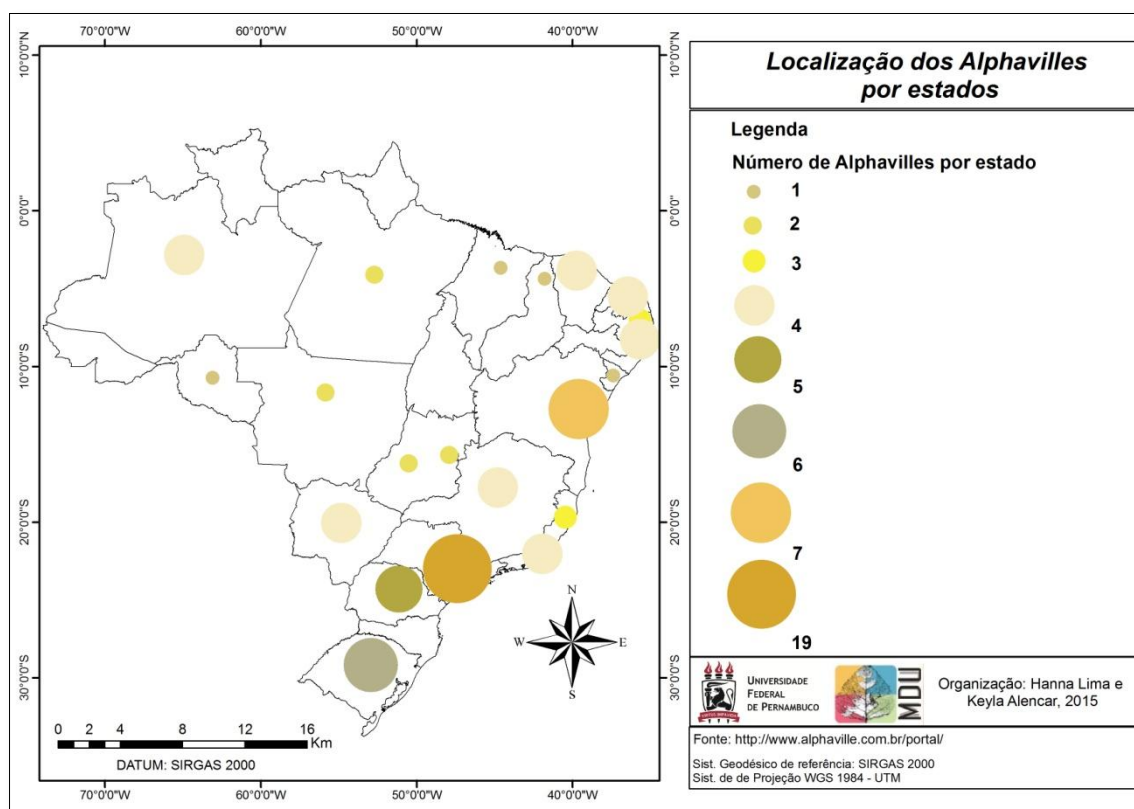 70°0'0"W 60°0'0"W 50°0'0"W 40°0'0"W
10°0'0"N
0°0'0"
10°0'0"S
20°0'0"S
30°0'0"S
10°0'0"N
0°0'0"
10°0'0"S
20°0'0"S
30°0'0"S
N
W E
S
0 2 4 8 12 16
Km
DATUM: SIRGAS 2000
70°0'0"W 60°0'0"W 50°0'0"W 40°0'0"W
Localização dos Alphavilles
por estados
Legenda
Número de Alphavilles por estado
1
2
3
4
5
6
7
19
UNIVERSIDADE
FEDERAL
DE PERNAMBUCO
MDU
Organização: Hanna Lima e
Keyla Alencar, 2015
Fonte: http://www.alphaville.com.br/portal/
Sist. Geodésico de referência: SIRGAS 2000
Sist. de de Projeção WGS 1984 - UTM